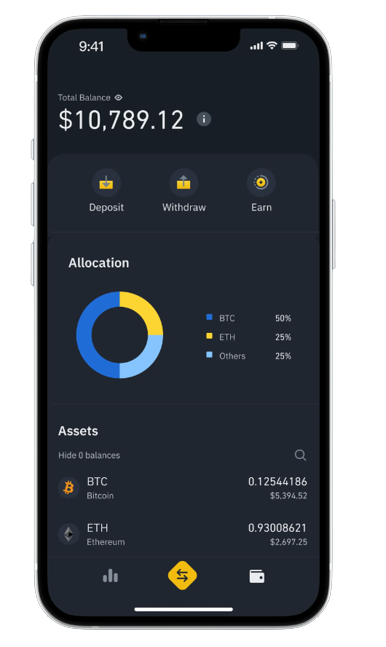 9:41
Total Balance
$10,789.12
Deposit Withdraw Earn
Allocation
BTC 50%
ETH 25%
Others 25%
Assets
Hide 0 balances
BTC 0.12544186
Bitcoin $5,394.52
ETH 0.93008621
Ethereum $2,697.25